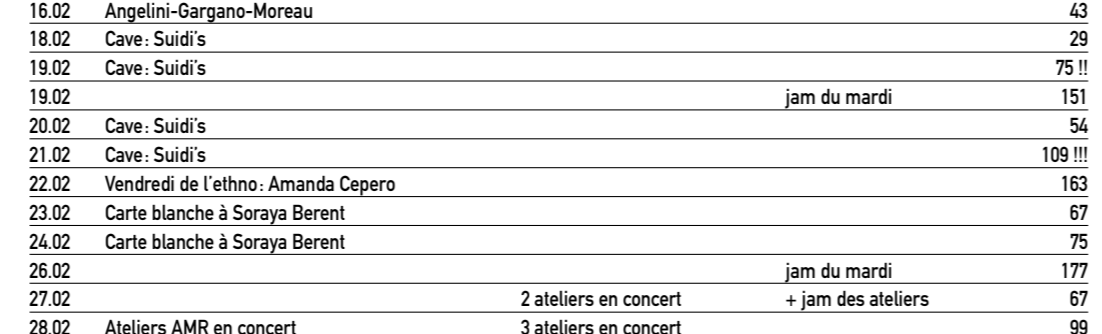 16.02 Angelini-Gargano-Moreau 43
18.02 Cave : Suidi's 29
19.02 Cave : Suidi's 75 !!
19.02 jam du mardi 151
20.02 Cave : Suidi's 54
21.02 Cave : Suidi's 109 !!!
22.02 Vendredi de l'ethno : Amanda Cepero 163
23.02 Carte blanche à Soraya Berent 67
24.02 Carte blanche à Soraya Berent 75
26.02 jam du mardi 177
27.02 2 ateliers en concert + jam des ateliers 67
28.02 Ateliers AMR en concert 3 ateliers en concert 99